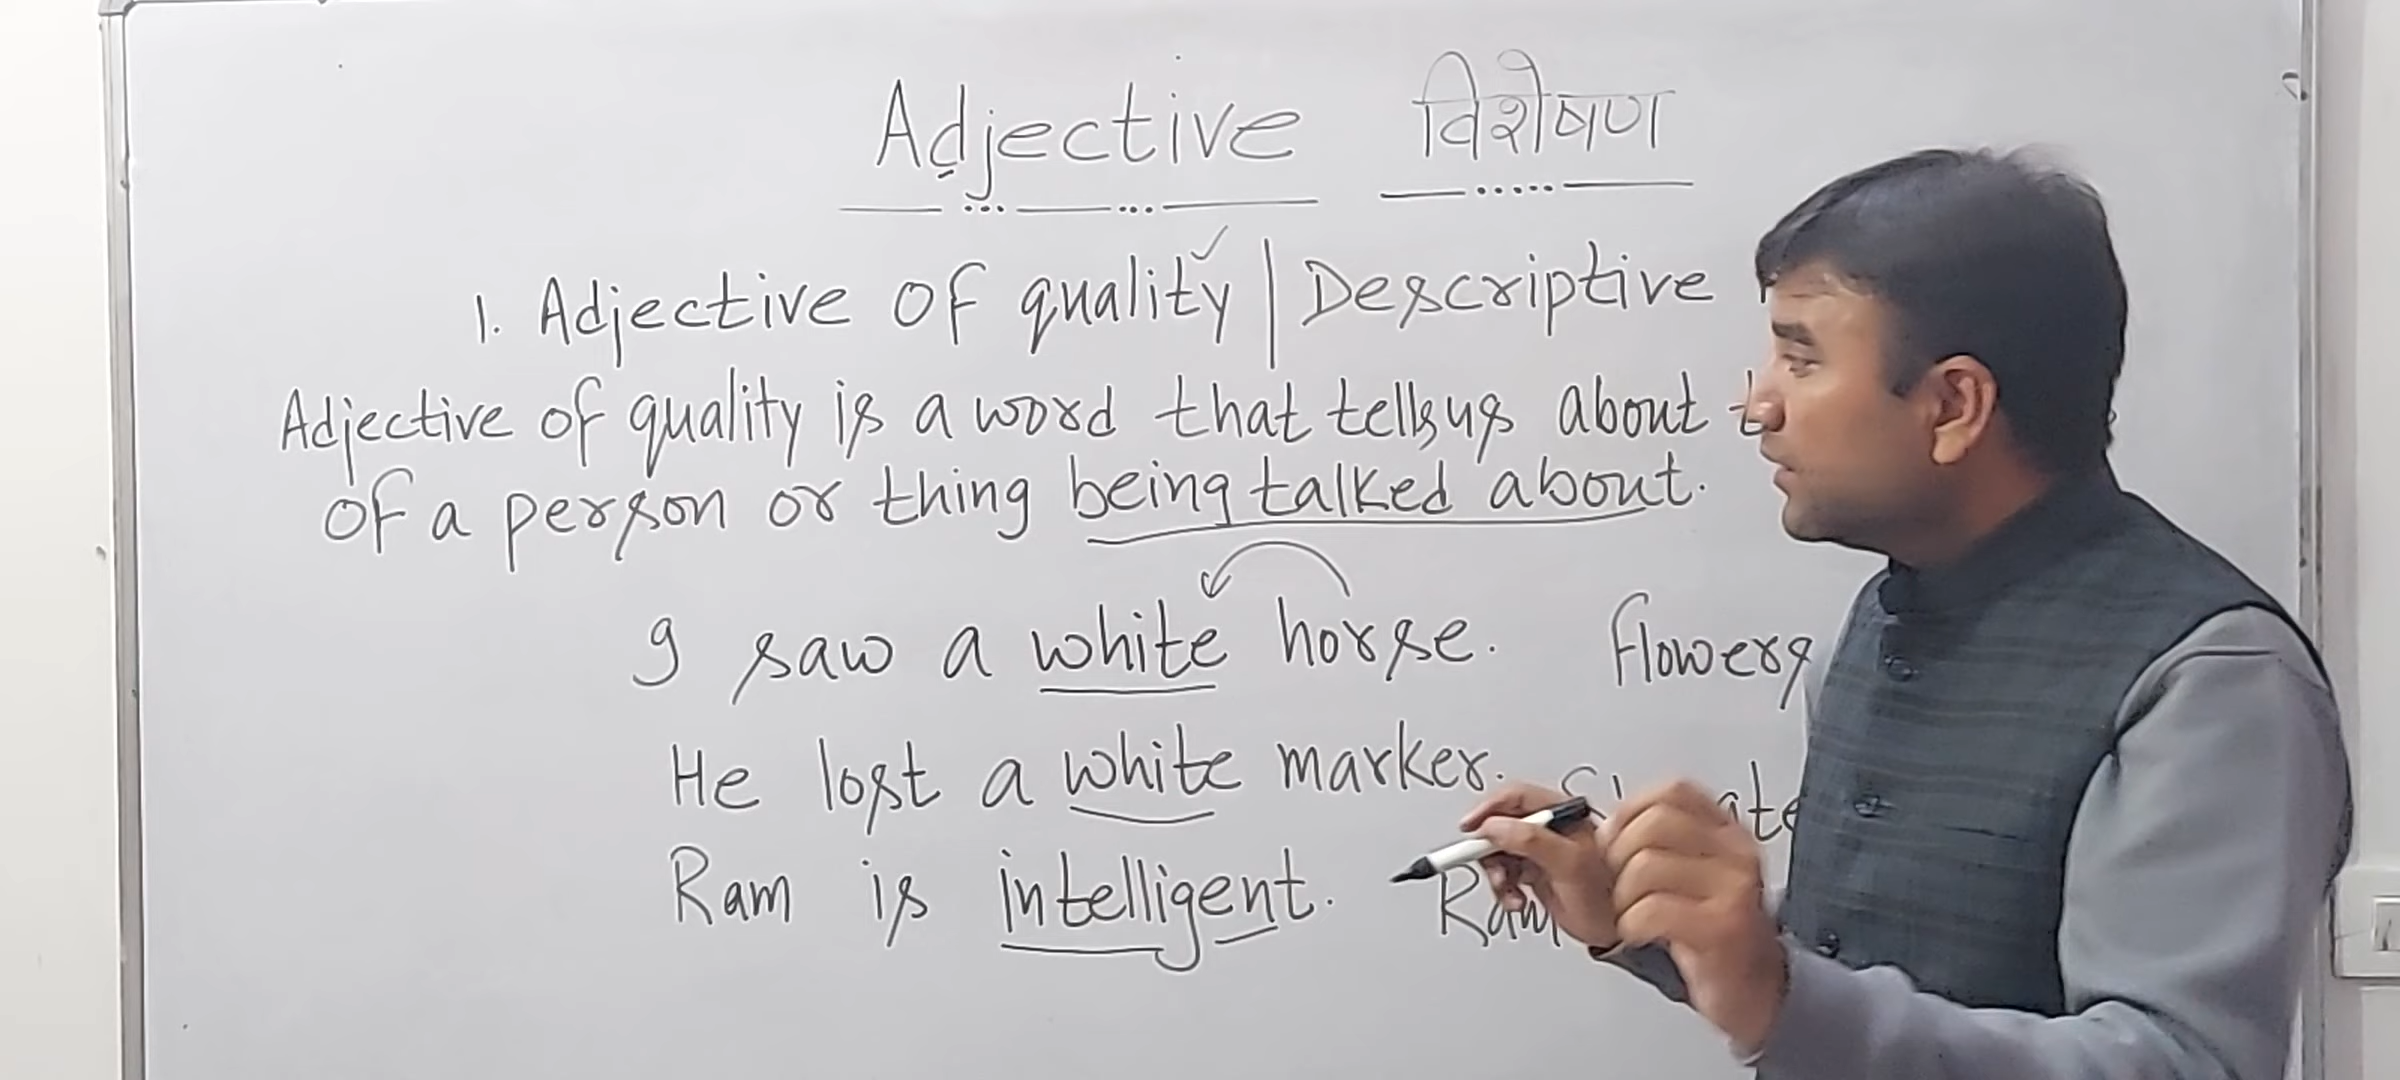 Adjective विशेषण
1. Adjective of quality | Descriptive
Adjective of quality is a word that tells us about
of a person or thing being talked about.
I saw a white horse. Flowers
He lost a white marker.
Ram is intelligent. Ram